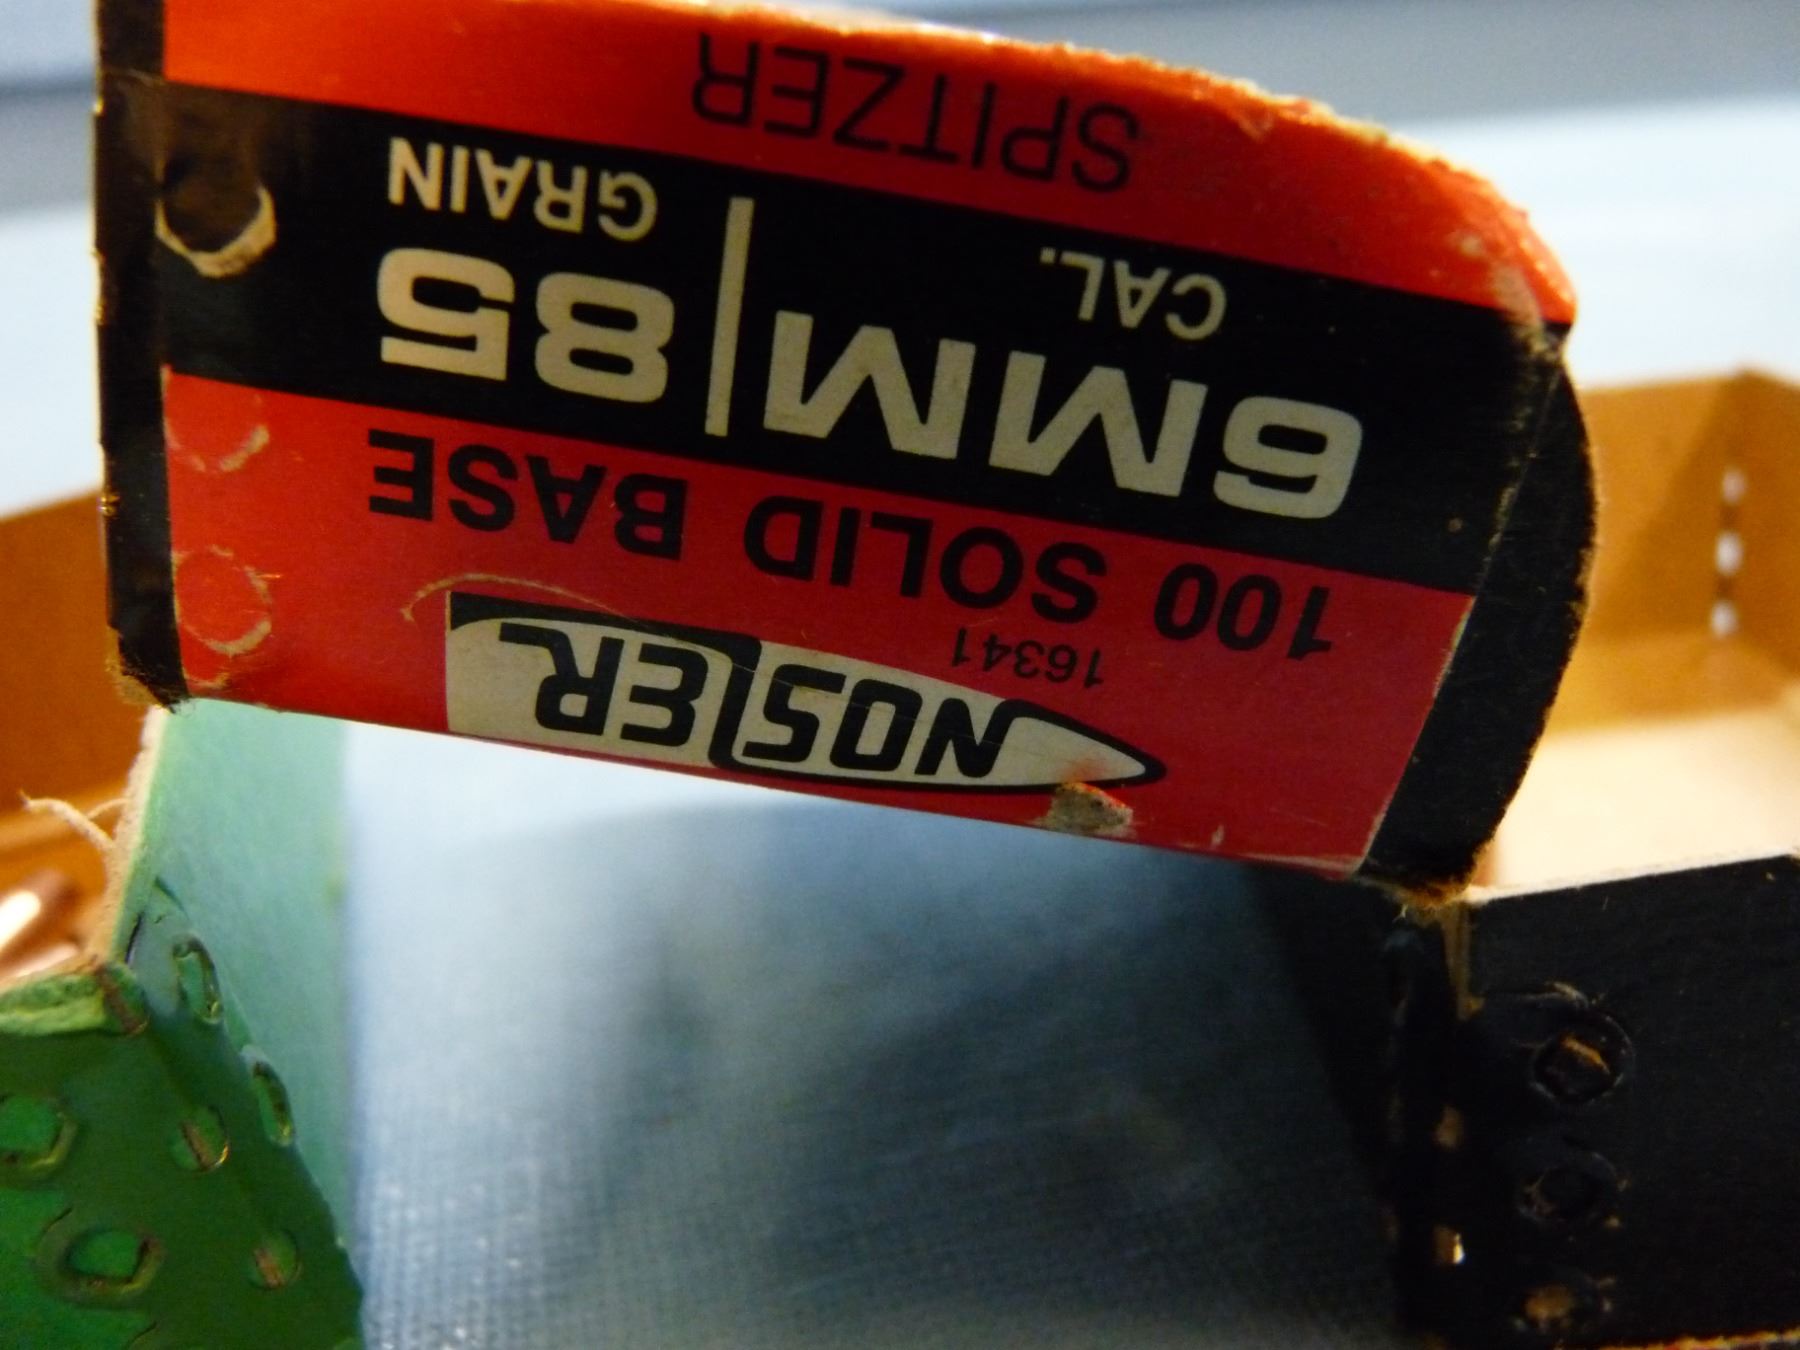 NOSLER
16341
100 SOLID BASE
6MM|85
CAL. GRAIN
SPITZER